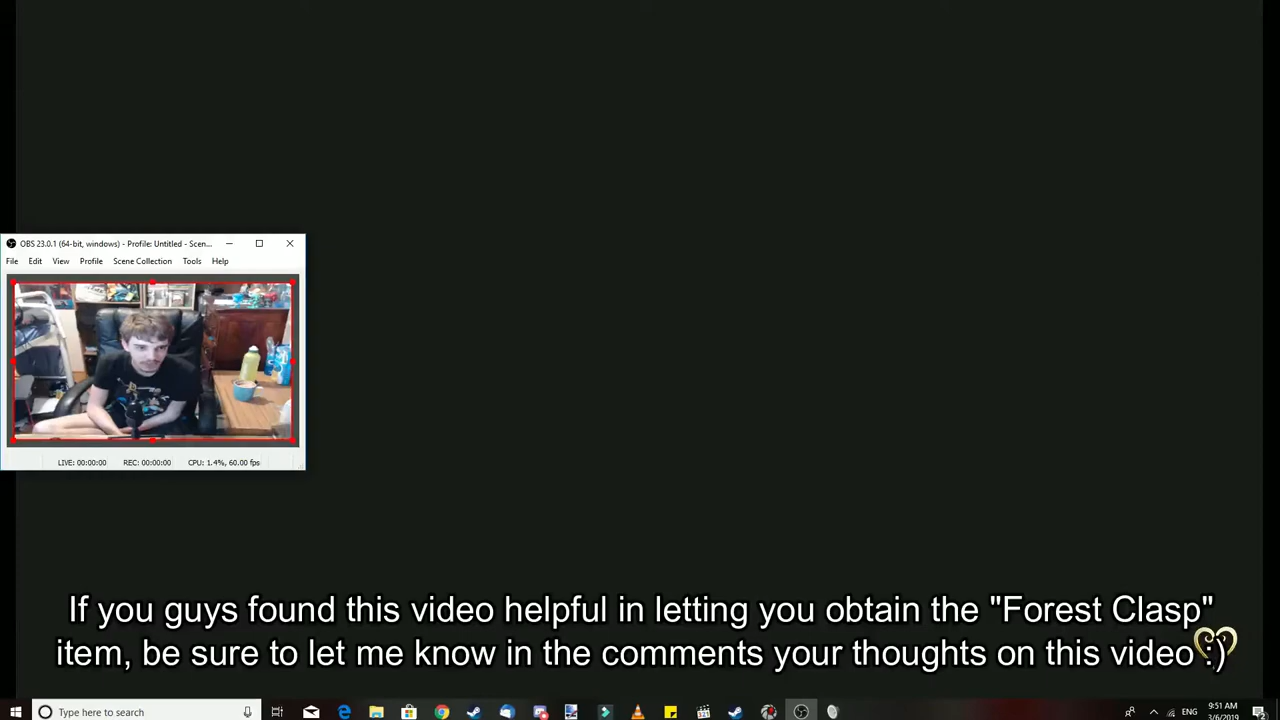 OBS 23.0.1 (64-bit, windows) - Profile: Untitled - Scen...
File Edit View Profile Scene Collection Tools Help
LIVE: 00:00:00 REC: 00:00:00 CPU: 1.4%, 60.00 fps
If you guys found this video helpful in letting you obtain the "Forest Clasp"
item, be sure to let me know in the comments your thoughts on this video :)
Type here to search
ENG
9:51 AM
3/6/2019